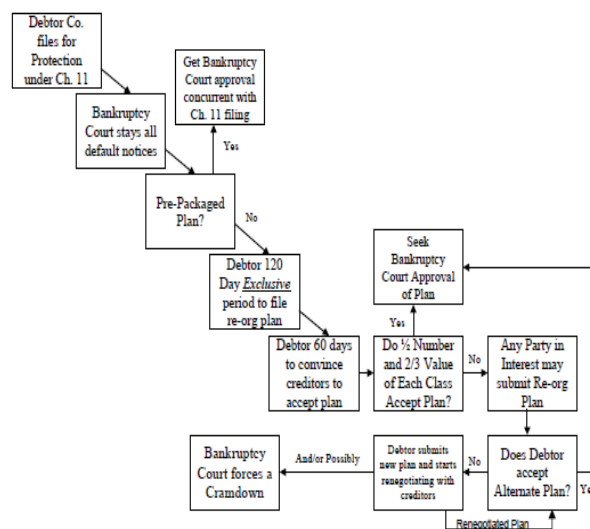 Debtor Co.
files for
Protection
under Ch. 11
Get Bankruptcy
Court approval
concurrent with
Ch. 11 filing
Bankruptcy
Court stays all
default notices
Yes
Pre-Packaged
Plan?
No
Seek
Bankruptcy
Court Approval
of Plan
Debtor 120
Day Exclusive
period to file
re-org plan
Yes
Debtor 60 days
to convince
creditors to
accept plan
Do ½ Number
and 2/3 Value
of Each Class
Accept Plan?
No
Any Party in
Interest may
submit Re-org
Plan
Bankruptcy
Court forces a
Cramdown
And/or Possibly
Debtor submits
new plan and starts
renegotiating with
creditors
No
Does Debtor
accept
Alternate Plan?
Renegotiated Plan